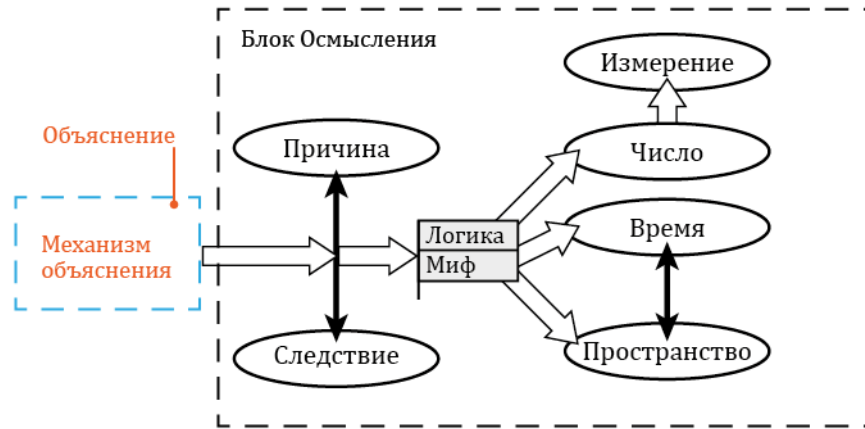 Блок Осмысления
Измерение
Объяснение
Причина
Число
Механизм
объяснения
Логика
Миф
Время
Следствие
Пространство